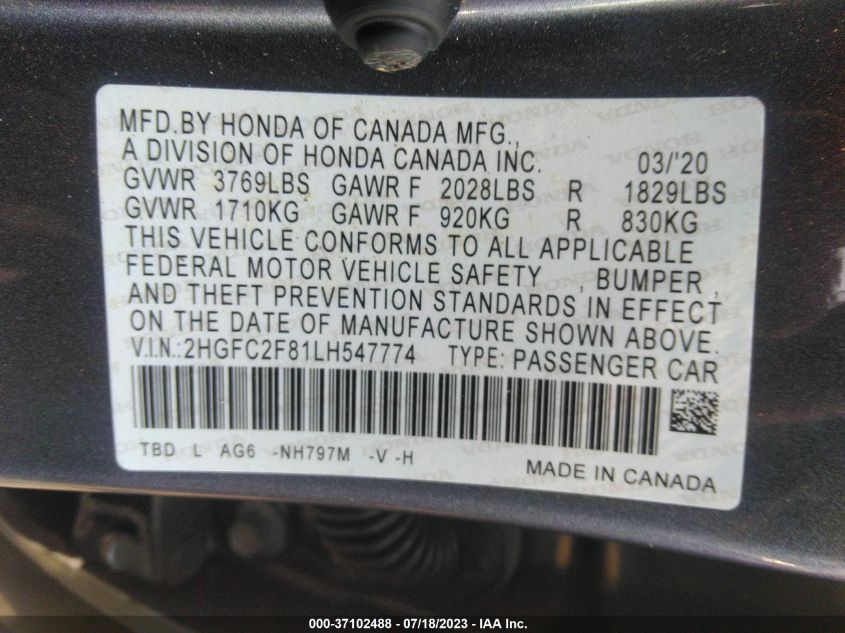 MFD.BY HONDA OF CANADA MFG.,
A DIVISION OF HONDA CANADA INC. 03/'20
GVWR 3769LBS GAWR F 2028LBS R 1829LBS
GVWR 1710KG GAWR F 920KG R 830KG
THIS VEHICLE CONFORMS TO ALL APPLICABLE
FEDERAL MOTOR VEHICLE SAFETY , BUMPER ,
AND THEFT PREVENTION STANDARDS IN EFFECT
ON THE DATE OF MANUFACTURE SHOWN ABOVE.
V.I.N.:2HGFC2F81LH547774 TYPE: PASSENGER CAR
TBD L AG6 -NH797M -V -H
MADE IN CANADA
000-37102488 - 07/18/2023 - IAA Inc.